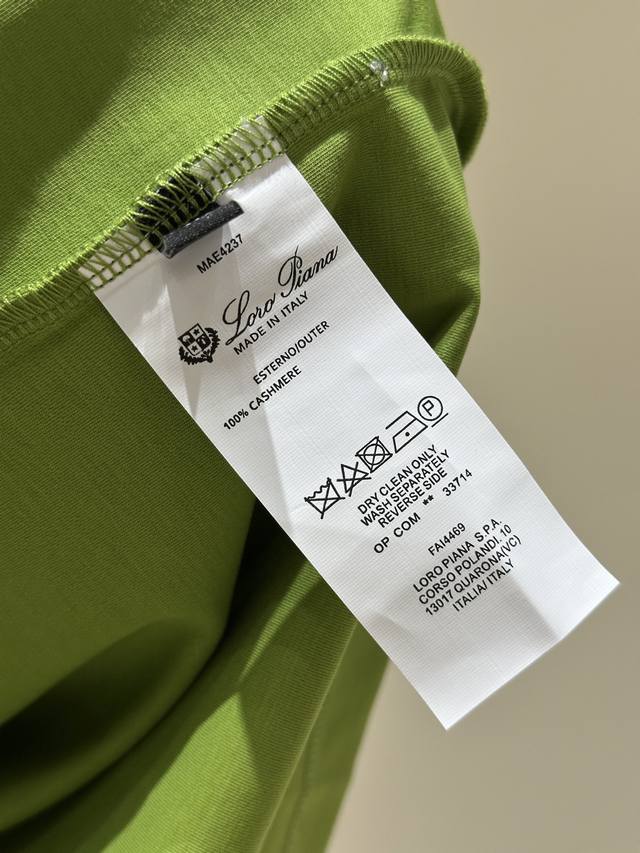 MAE4237
Loro Piana
MADE IN ITALY
ESTERNO/OUTER
100% CASHMERE
P
DRY CLEAN ONLY
WASH SEPARATELY
REVERSE SIDE
OP COM ** 33714
FAI4469
LORO PIANA S.P.A.
CORSO POLANDI. 10
13017 QUARONA(VC)
ITALIA/ ITALY